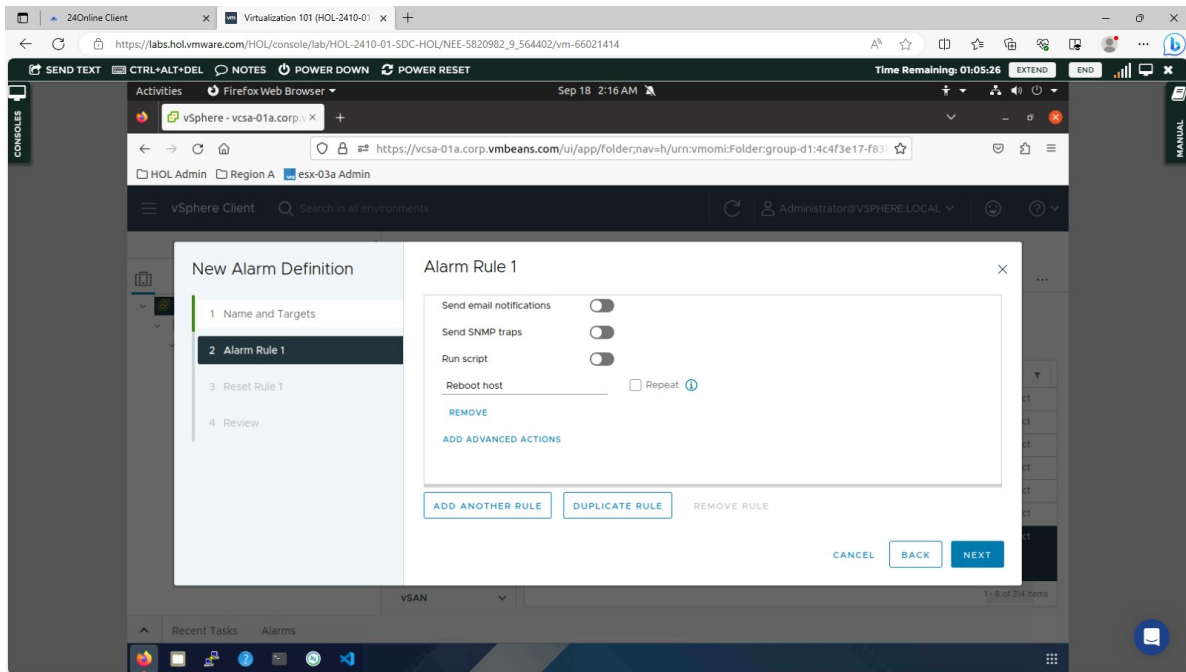 24Online Client
Virtualization 101 (HOL-2410-01-
https://labs.hol.vmware.com/HOL/console/lab/HOL-2410-01-SDC-HOL/NEE-5820982_9_564402/vm-66021414
SEND TEXT CTRL+ALT+DEL NOTES POWER DOWN POWER RESET Time Remaining: 01:05:26 EXTEND END
CONSOLES
MANUAL
Activities Firefox Web Browser Sep 18 2:16 AM
vSphere - vcsa-01a.corp.
https://vcsa-01a.corp.vmbeans.com/ui/app/folder;nav=h/urn:vmomi:Folder:group-d1:4c4f3e17-f83
HOL Admin Region A esx-03a Admin
vSphere Client Search in all environments Administrator@VSPHERE.LOCAL
New Alarm Definition
1 Name and Targets
2 Alarm Rule 1
3 Reset Rule 1
4 Review
Alarm Rule 1
Send email notifications
Send SNMP traps
Run script
Reboot host Repeat
REMOVE
ADD ADVANCED ACTIONS
ADD ANOTHER RULE DUPLICATE RULE REMOVE RULE
CANCEL BACK NEXT
ct
ct
ct
ct
ct
ct
ct
vSAN
1 - 8 of 314 items
Recent Tasks Alarms